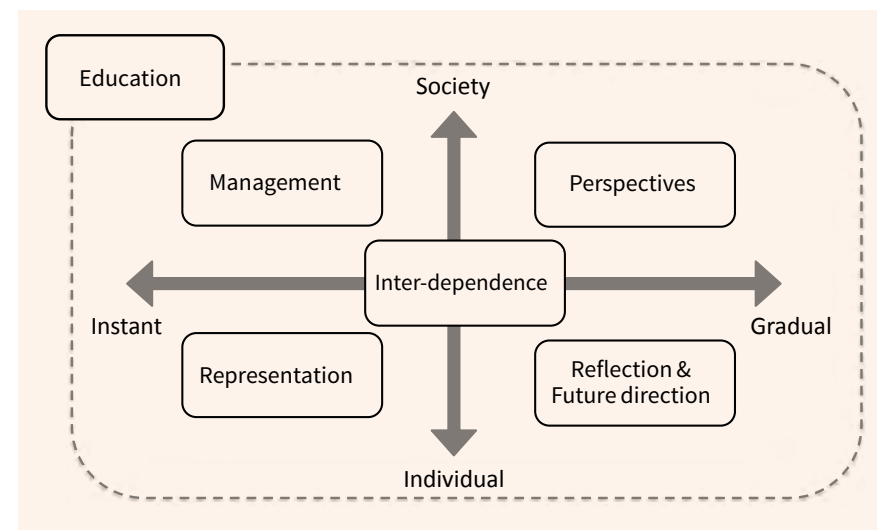 Education
Society
Management
Perspectives
Inter-dependence
Instant
Gradual
Representation
Reflection &
Future direction
Individual